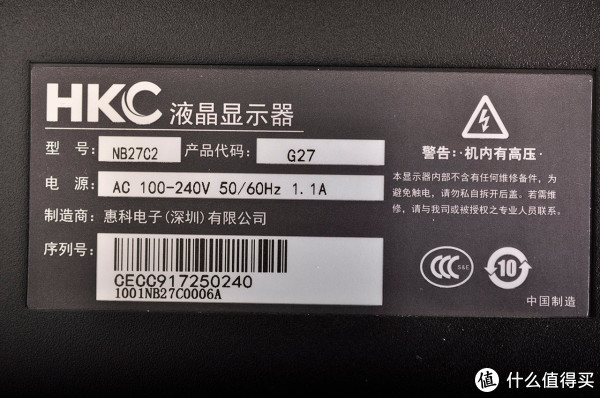 HKC 液晶显示器
型 号: NB27C2 产品代码: G27
电 源: AC 100-240V 50/60Hz 1.1A
制造商: 惠科电子(深圳)有限公司
序列号:
CECC917250240
1001NB27C0006A
警告: 机内有高压.
本显示器内部不含有任何维修备件，为
避免触电，请勿私自拆开后盖。若需维
修，请与我司或被授权之专业人员联系。
CCC S&E
10
中国制造
值 什么值得买